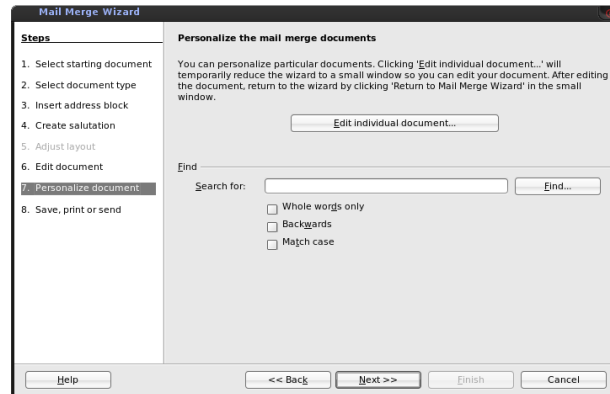 Mail Merge Wizard
Steps
1. Select starting document
2. Select document type
3. Insert address block
4. Create salutation
5. Adjust layout
6. Edit document
7. Personalize document
8. Save, print or send
Personalize the mail merge documents
You can personalize particular documents. Clicking 'Edit individual document...' will
temporarily reduce the wizard to a small window so you can edit your document. After editing
the document, return to the wizard by clicking 'Return to Mail Merge Wizard' in the small
window.
Edit individual document...
Find
Search for:
Find...
Whole words only
Backwards
Match case
Help
<< Back
Next >>
Finish
Cancel